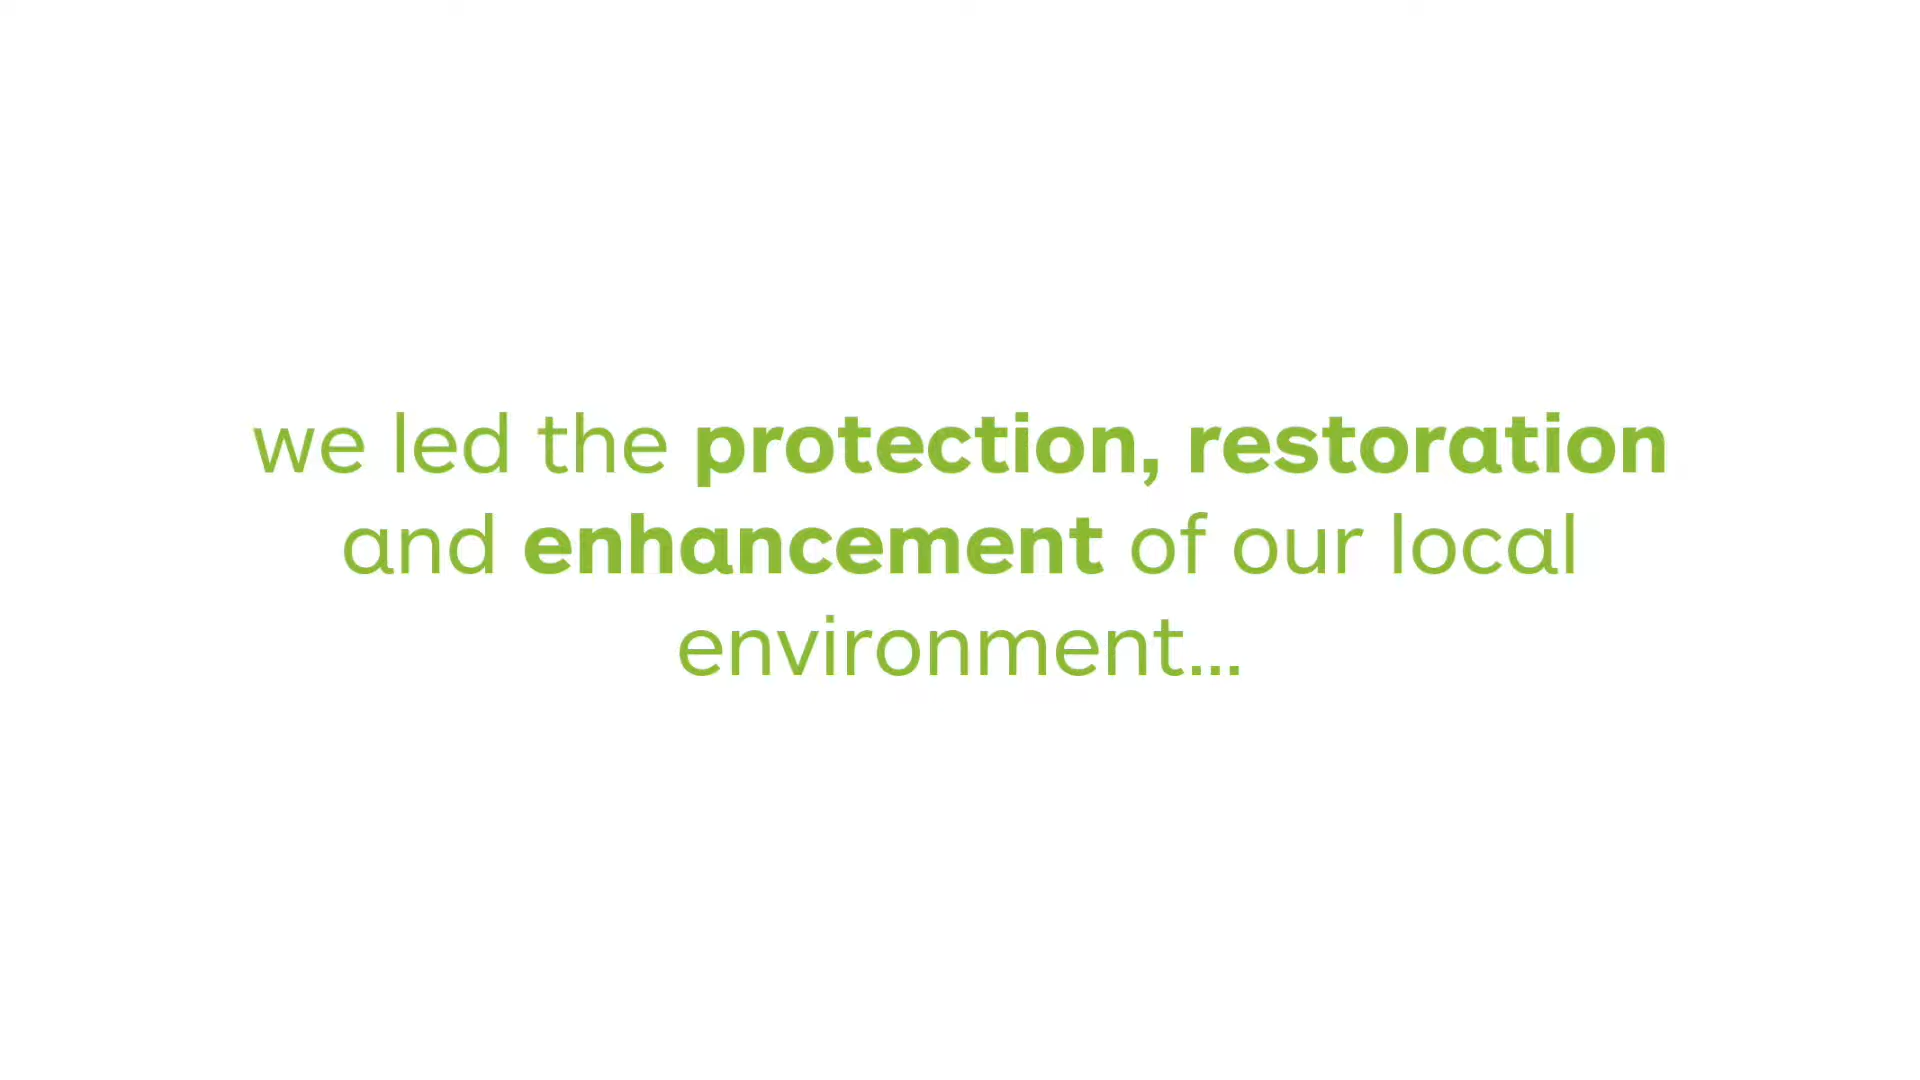 we led the protection, restoration
and enhancement of our local
environment...